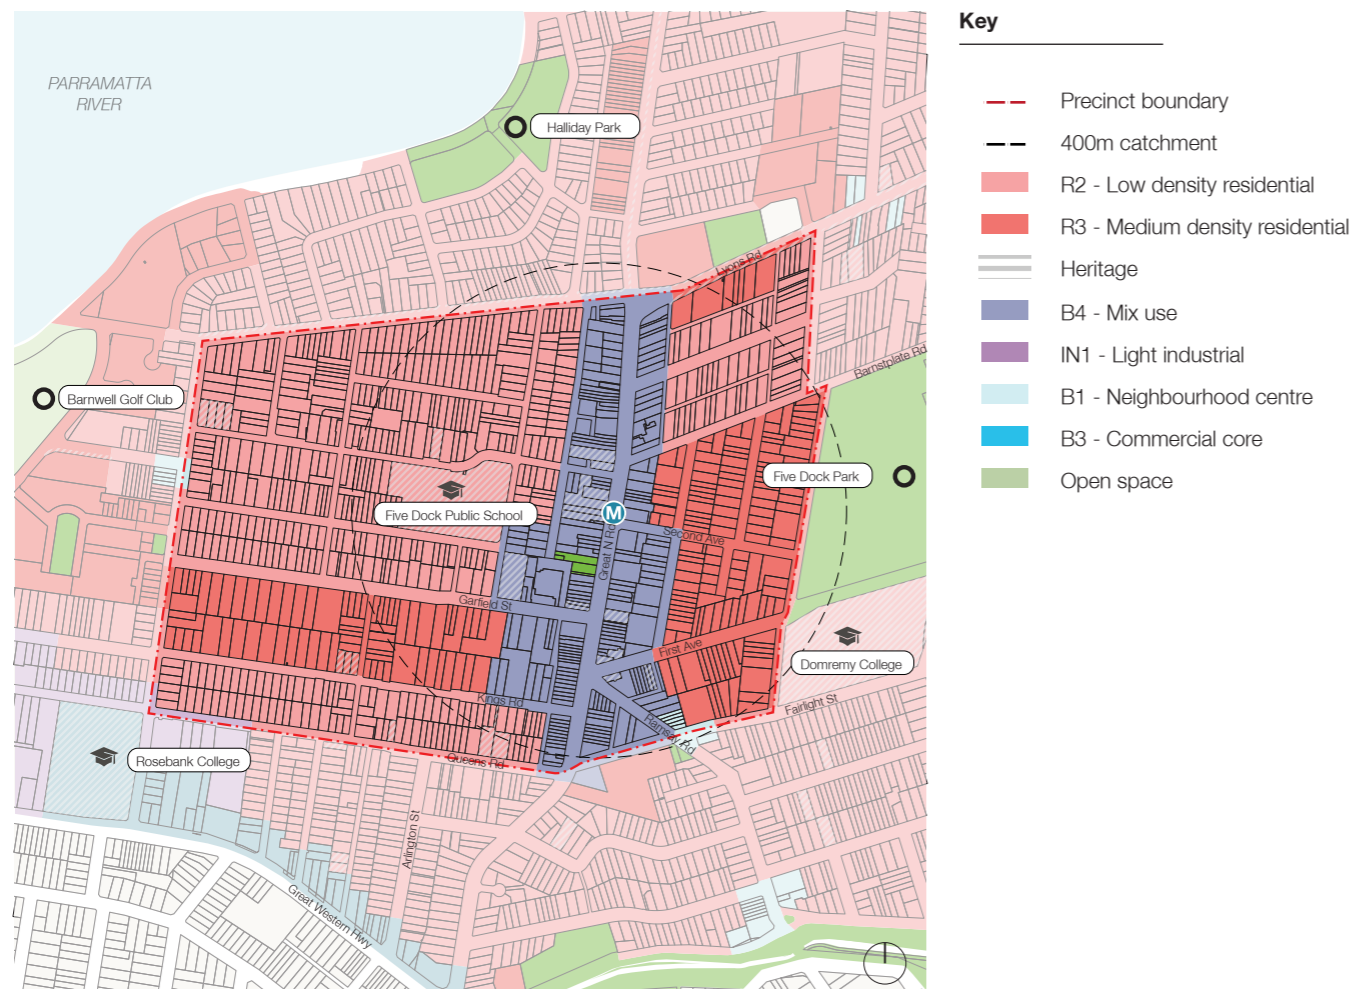 PARRAMATTA
RIVER
Halliday Park
Lyons Rd
Barnstplate Rd
Barnwell Golf Club
Five Dock Park
Five Dock Public School
M
Great N Rd
Second Ave
Garfield St
First Ave
Domremy College
Kings Rd
Fairlight St
Ramsay Rd
Queens Rd
Rosebank College
Arlington St
Great Western Hwy
Key
Precinct boundary
400m catchment
R2 - Low density residential
R3 - Medium density residential
Heritage
B4 - Mix use
IN1 - Light industrial
B1 - Neighbourhood centre
B3 - Commercial core
Open space